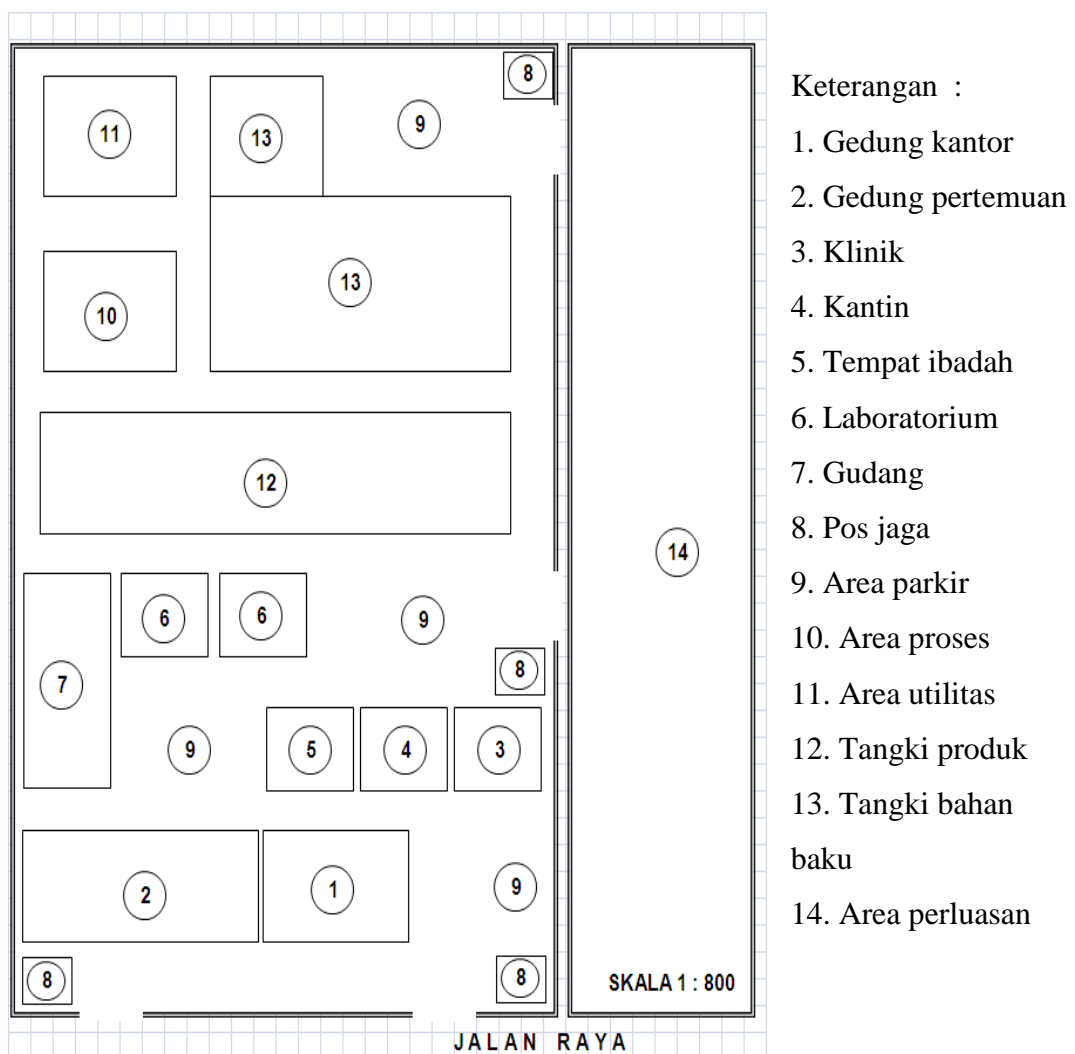 8
11
13
9
13
10
12
14
6
6
9
8
7
9
5
4
3
2
1
9
8
8
SKALA 1 : 800
JALAN RAYA
Keterangan :
1. Gedung kantor
2. Gedung pertemuan
3. Klinik
4. Kantin
5. Tempat ibadah
6. Laboratorium
7. Gudang
8. Pos jaga
9. Area parkir
10. Area proses
11. Area utilitas
12. Tangki produk
13. Tangki bahan
baku
14. Area perluasan